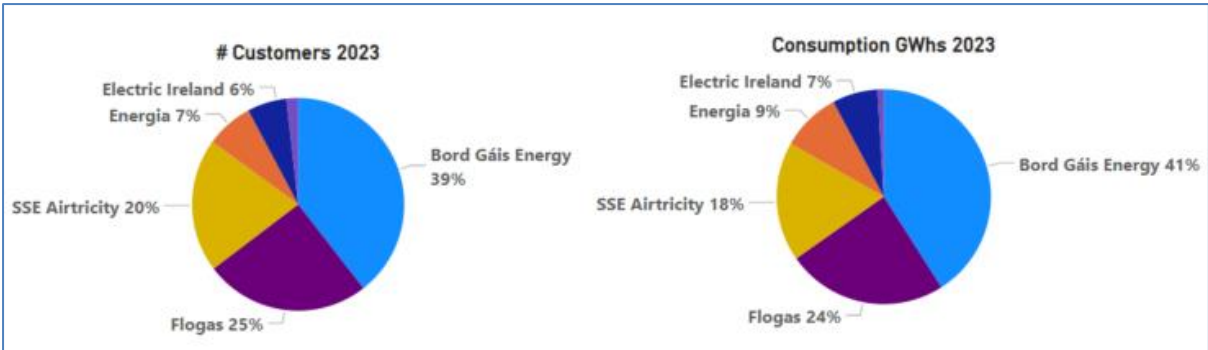 # Customers 2023
Electric Ireland 6%
Energia 7%
Bord Gáis Energy
39%
SSE Airtricity 20%
Flogas 25%
Consumption GWhs 2023
Electric Ireland 7%
Energia 9%
Bord Gáis Energy 41%
SSE Airtricity 18%
Flogas 24%